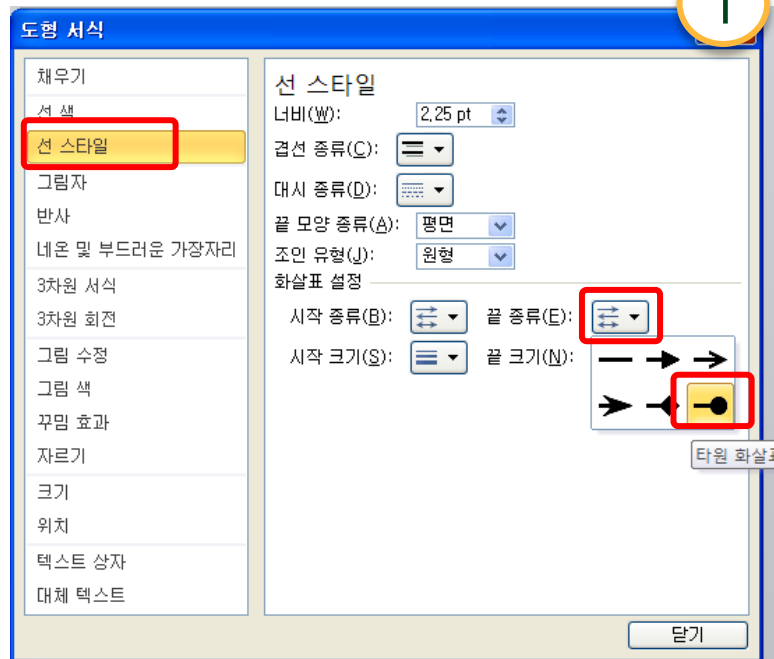 1
도형 서식
채우기
선 색
선 스타일
그림자
반사
네온 및 부드러운 가장자리
3차원 서식
3차원 회전
그림 수정
그림 색
꾸밈 효과
자르기
크기
위치
텍스트 상자
대체 텍스트
선 스타일
너비(W): 2,25 pt
겹선 종류(C):
대시 종류(D):
끝 모양 종류(A): 평면
조인 유형(J): 원형
화살표 설정
시작 종류(B): 끝 종류(E):
시작 크기(S): 끝 크기(N):
타원 화살표
닫기